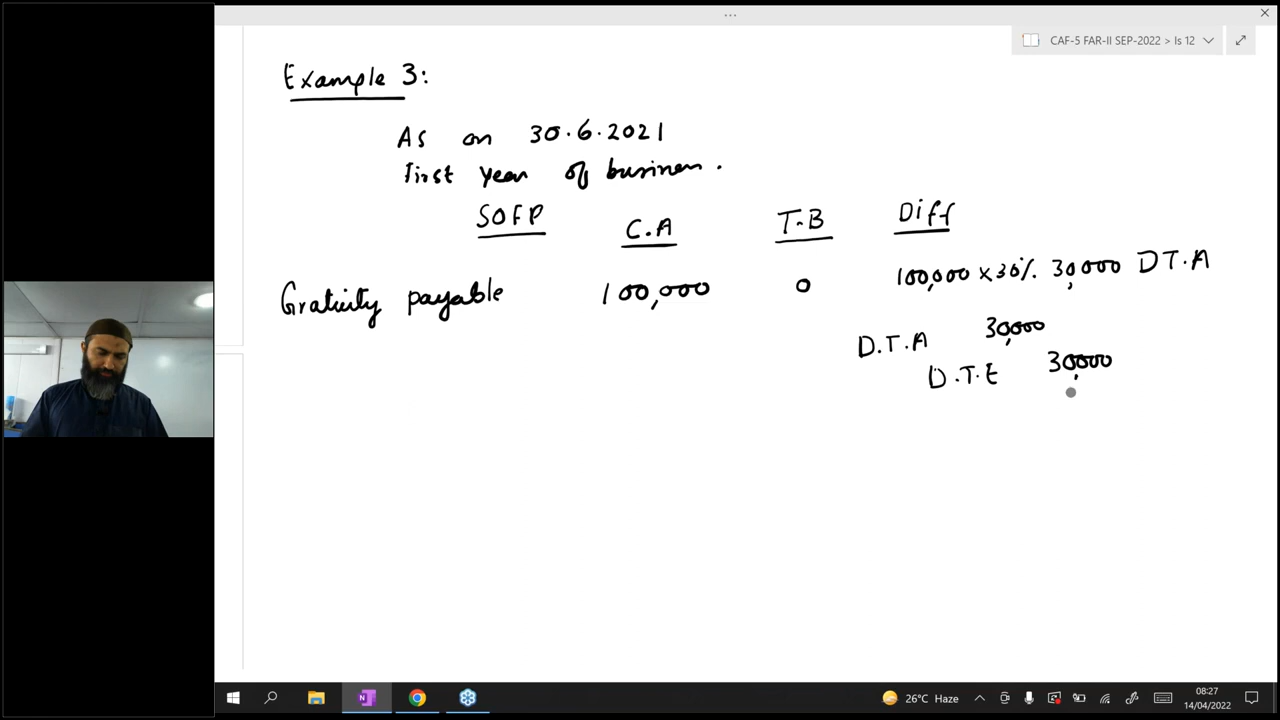 CAF-5 FAR-II SEP-2022 > Is 12
Example 3:
As on 30.6.2021
First year of business.
SOFP C.A T.B Diff
Gratuity payable 100,000 0 100,000 x 30% 30,000 D T.A
D.T.A 30,000
D.T.E 30,000
26°C Haze
08:27
14/04/2022